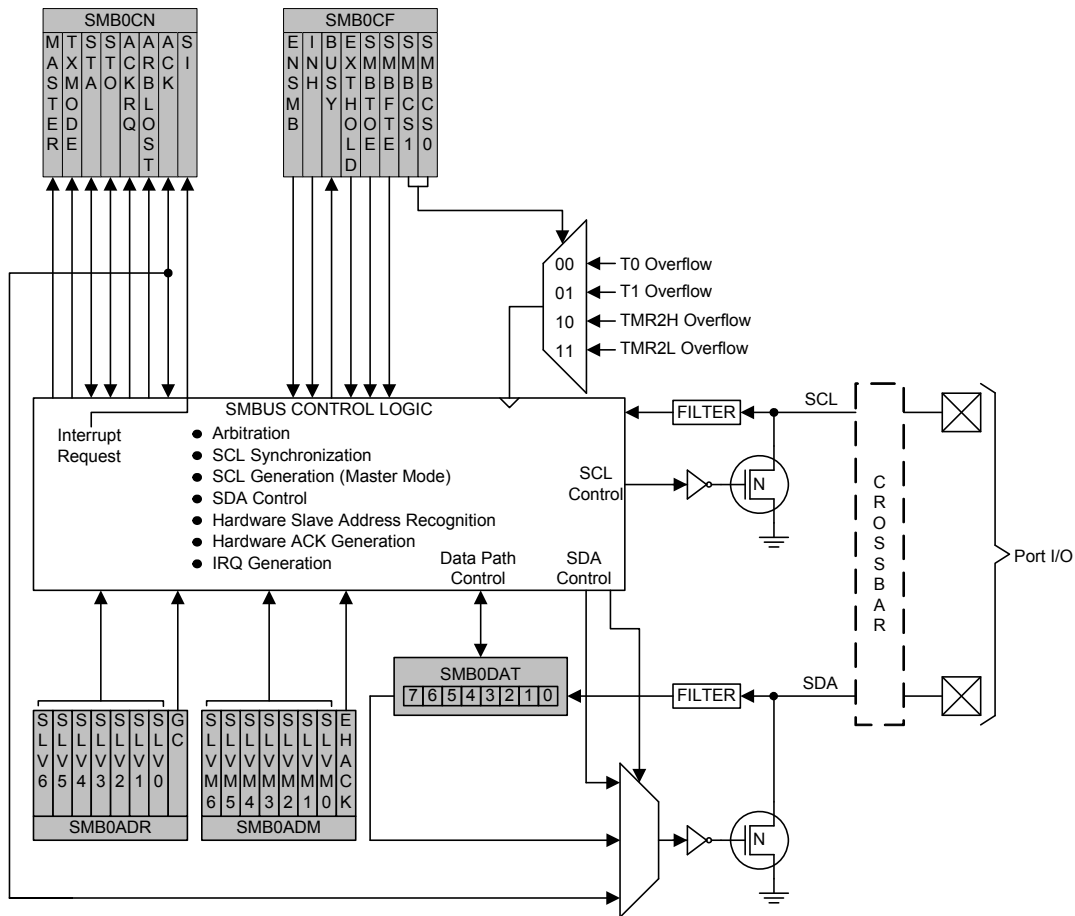 SMB0CN
MASTER
TXMODE
STA
STO
ACKRQ
ARBLOST
ACK
SI
SMB0CF
ENSMB
INH
BUSY
EXTHOLD
SMBTOE
SMBFTE
SMBCS1
SMBCS0
00
T0 Overflow
01
T1 Overflow
10
TMR2H Overflow
11
TMR2L Overflow
SMBUS CONTROL LOGIC
Interrupt
Request
● Arbitration
● SCL Synchronization
● SCL Generation (Master Mode)
● SDA Control
● Hardware Slave Address Recognition
● Hardware ACK Generation
● IRQ Generation
SCL
Control
Data Path
Control
SDA
Control
FILTER
SCL
N
CROSSBAR
Port I/O
SMB0DAT
7 6 5 4 3 2 1 0
FILTER
SDA
N
SLV6
SLV5
SLV4
SLV3
SLV2
SLV1
SLV0
GC
SMB0ADR
SLVM6
SLVM5
SLVM4
SLVM3
SLVM2
SLVM1
SLVM0
EHACK
SMB0ADM